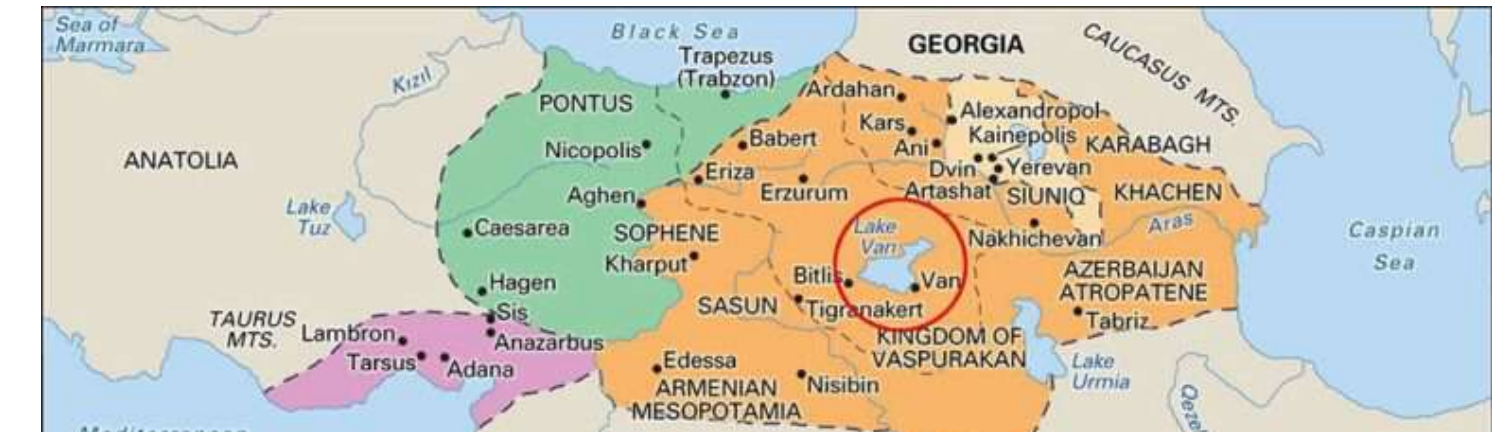 Sea of
Marmara
Black Sea
GEORGIA
CAUCASUS MTS.
Kızıl
Trapezus
(Trabzon)
PONTUS
Ardahan
Alexandropol
Kars
Kainepolis
KARABAGH
Babert
Ani
Nicopolis
ANATOLIA
Dvin
Yerevan
Eriza
Erzurum
Artashat
SIUNIQ
KHACHEN
Aghen
Lake
Tuz
Caesarea
SOPHENE
Lake
Van
Nakhichevan
Aras
Caspian
Sea
Kharput
Bitlis
Van
AZERBAIJAN
ATROPATENE
Hagen
SASUN
Tigranakert
Sis
TAURUS
MTS.
Lambron
Anazarbus
Tabriz
KINGDOM OF
VASPURAKAN
Tarsus
Adana
Edessa
Nisibin
Lake
Urmia
ARMENIAN
MESOPOTAMIA
Qezel
Mediterranean